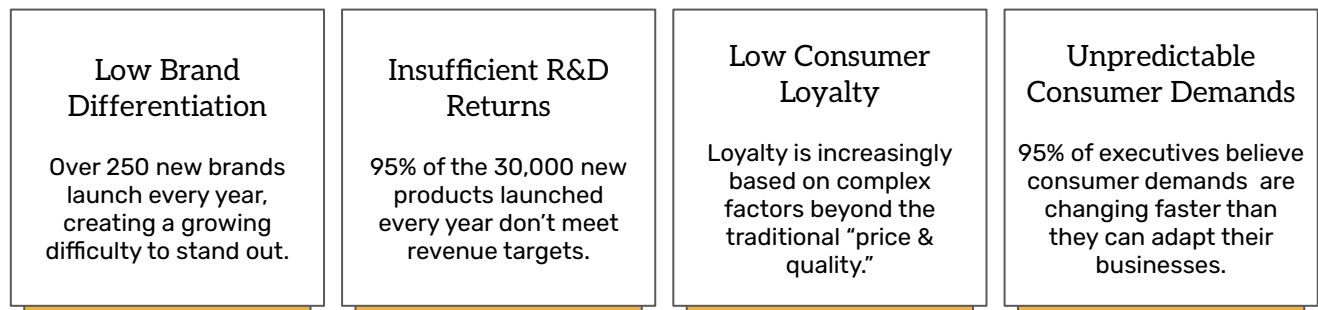 Low Brand
Differentiation
Over 250 new brands
launch every year,
creating a growing
difficulty to stand out.
Insufficient R&D
Returns
95% of the 30,000 new
products launched
every year don’t meet
revenue targets.
Low Consumer
Loyalty
Loyalty is increasingly
based on complex
factors beyond the
traditional “price &
quality.”
Unpredictable
Consumer Demands
95% of executives believe
consumer demands  are
changing faster than
they can adapt their
businesses.